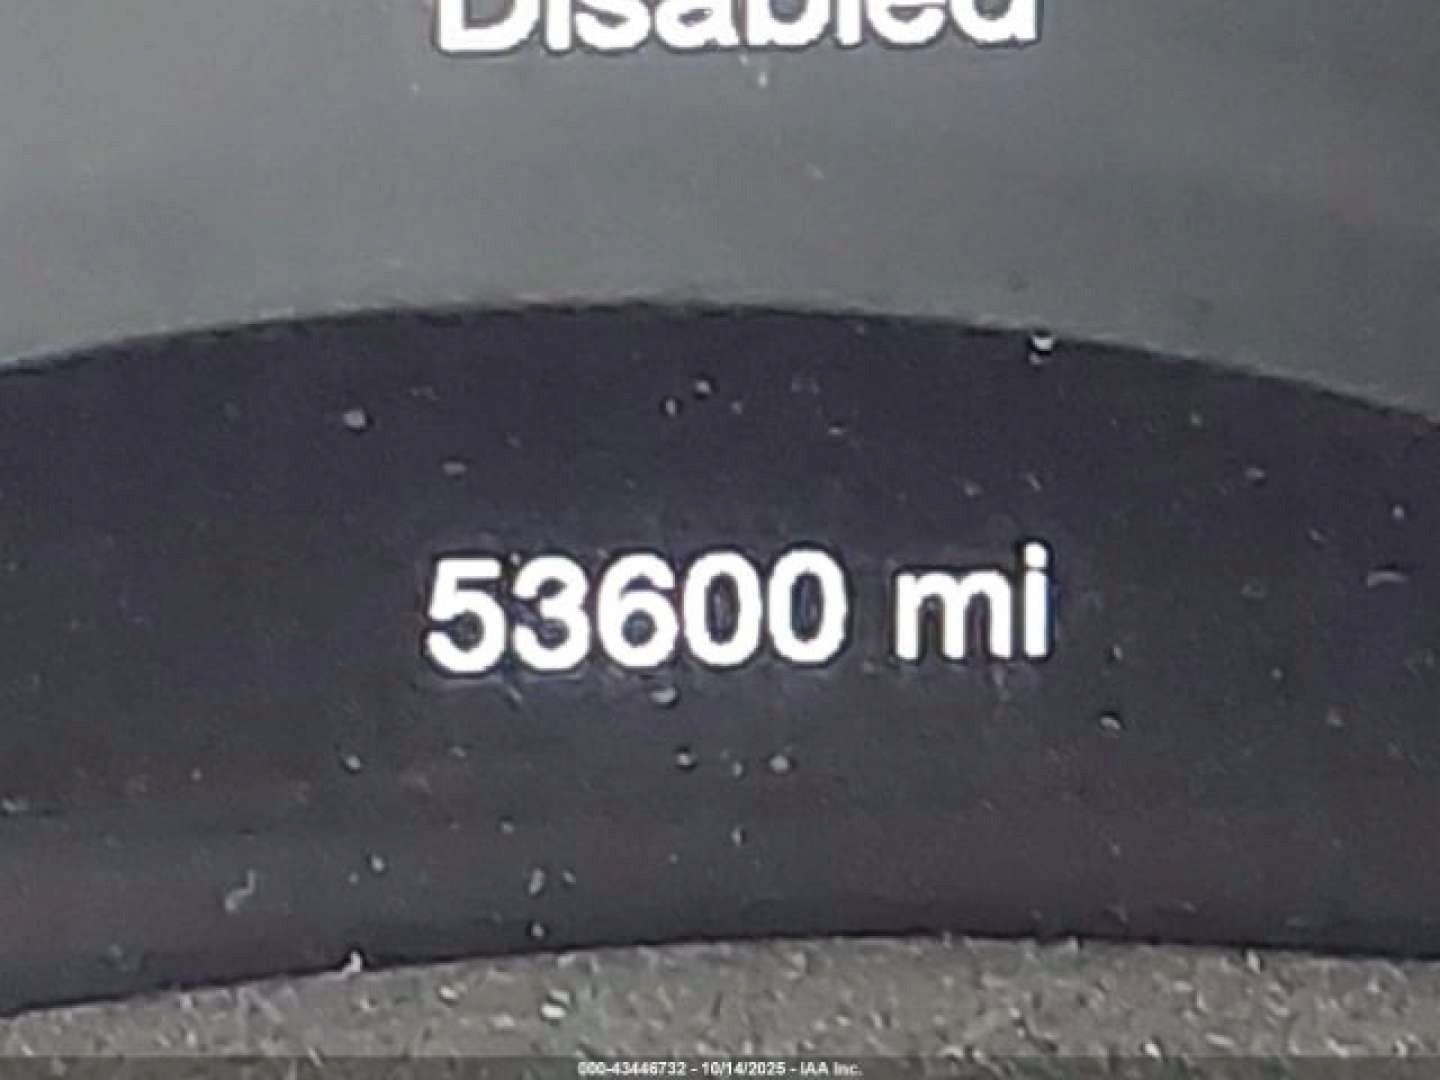 Disabled
53600 mi
000-43446732 - 10/14/2025 - IAA Inc.